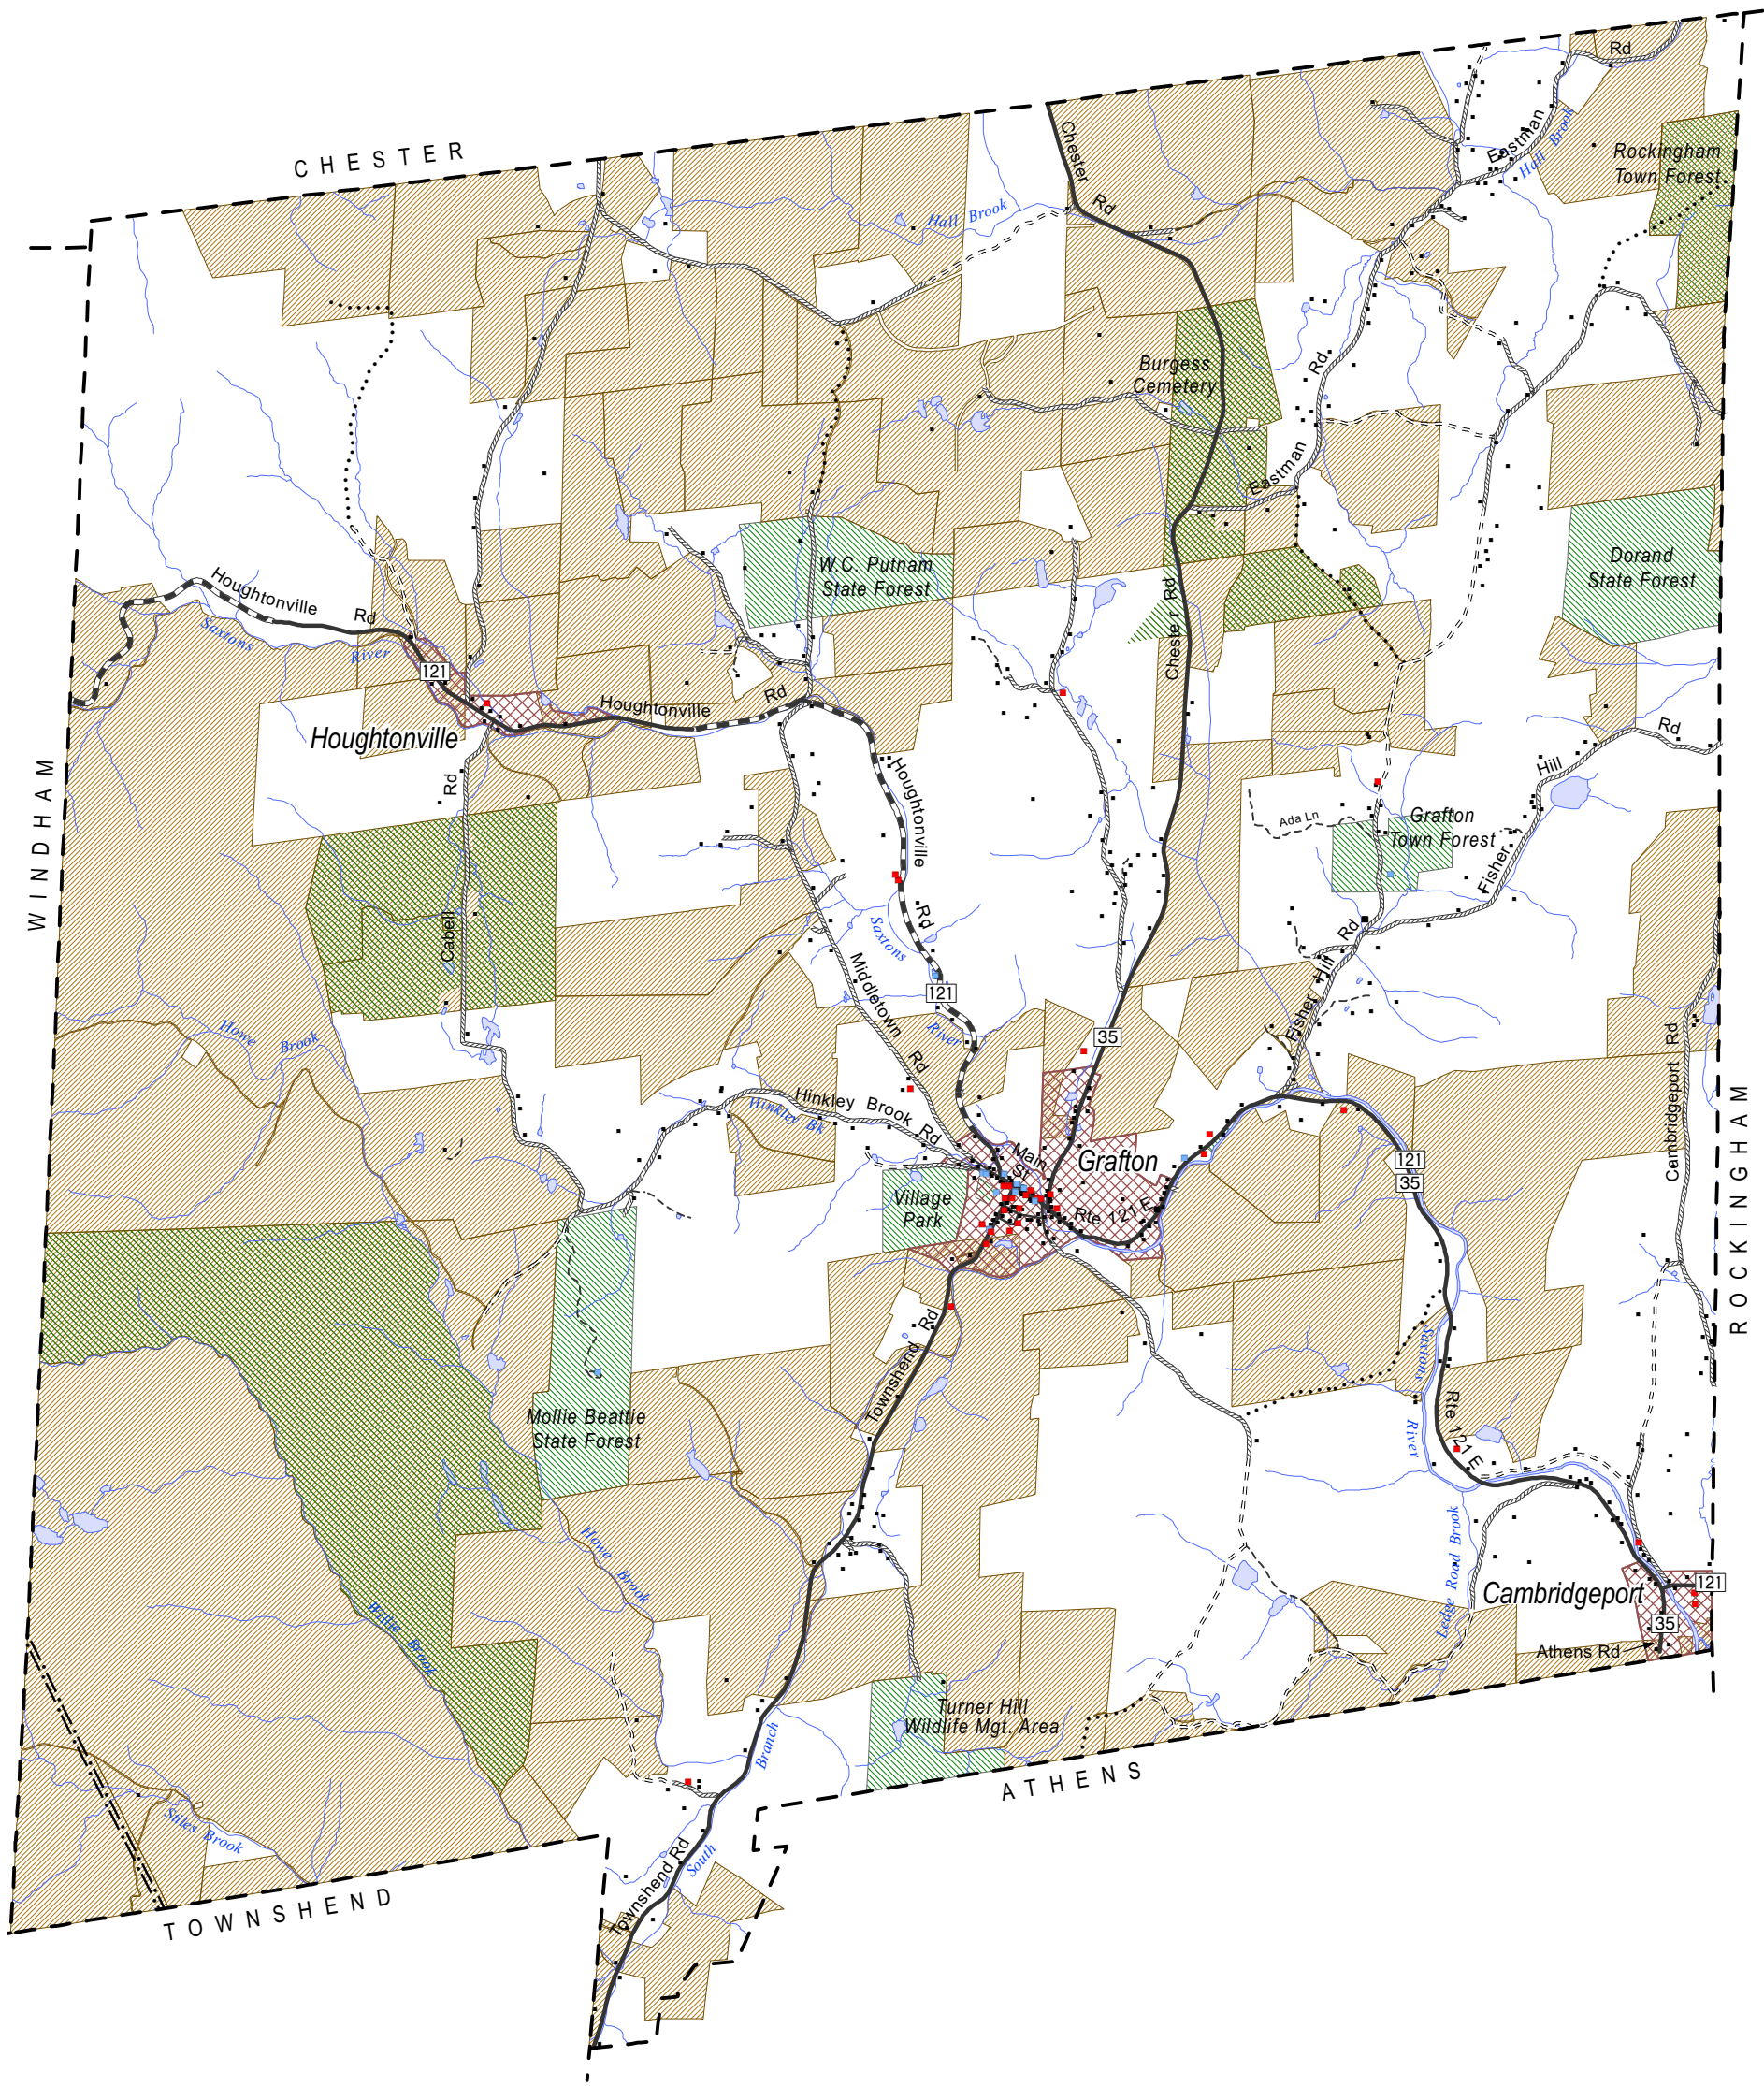 Rd
Eastman
Hall Brook
Rockingham
Town Forest
CHESTER
Chester
Rd
Hall Brook
Burgess
Cemetery
Rd
Eastman
W.C. Putnam
State Forest
Dorand
State Forest
Houghtonville
Rd
Saxtons
River
121
Chester Rd
Houghtonville
Rd
Houghtonville
Rd
Hill
Rd
WINDHAM
Houghtonville
Ada Ln
Grafton
Town Forest
Fisher
Cabell
Rd
Saxtons
Middletown
121
River
Rd
Fisher Hill Rd
Howe Brook
35
Cambridgeport Rd
ROCKINGHAM
Hinkley Brook Rd
Hinkley Bk
Main
St
Grafton
121
35
Village
Park
Rte 121 E
Townshend Rd
Saxtons
River
Rte 121 E
Mollie Beattie
State Forest
Howe
Brook
Ledge Road Brook
Cambridgeport
121
35
Athens Rd
Willie Brook
Turner Hill
Wildlife Mgt. Area
Branch
ATHENS
Stiles Brook
South
Townshend Rd
TOWNSHEND